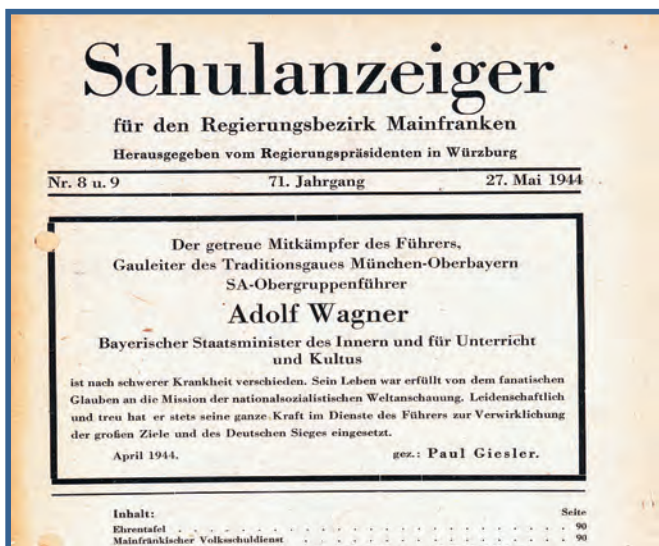 Schulanzeiger
für den Regierungsbezirk Mainfranken
Herausgegeben vom Regierungspräsidenten in Würzburg
Nr. 8 u. 9 71. Jahrgang 27. Mai 1944
Der getreue Mitkämpfer des Führers,
Gauleiter des Traditionsgaues München-Oberbayern
SA-Obergruppenführer
Adolf Wagner
Bayerischer Staatsminister des Innern und für Unterricht
und Kultus
ist nach schwerer Krankheit verschieden. Sein Leben war erfüllt von dem fanatischen
Glauben an die Mission der nationalsozialistischen Weltanschauung. Leidenschaftlich
und treu hat er stets seine ganze Kraft im Dienste des Führers zur Verwirklichung
der großen Ziele und des Deutschen Sieges eingesetzt.
April 1944. gez.: Paul Giesler.
Inhalt: Seite
Ehrentafel . . . . . . . . . . . . . . . . . . . . 90
Mainfränkischer Volksschuldienst . . . . . . . . . . . . . 90